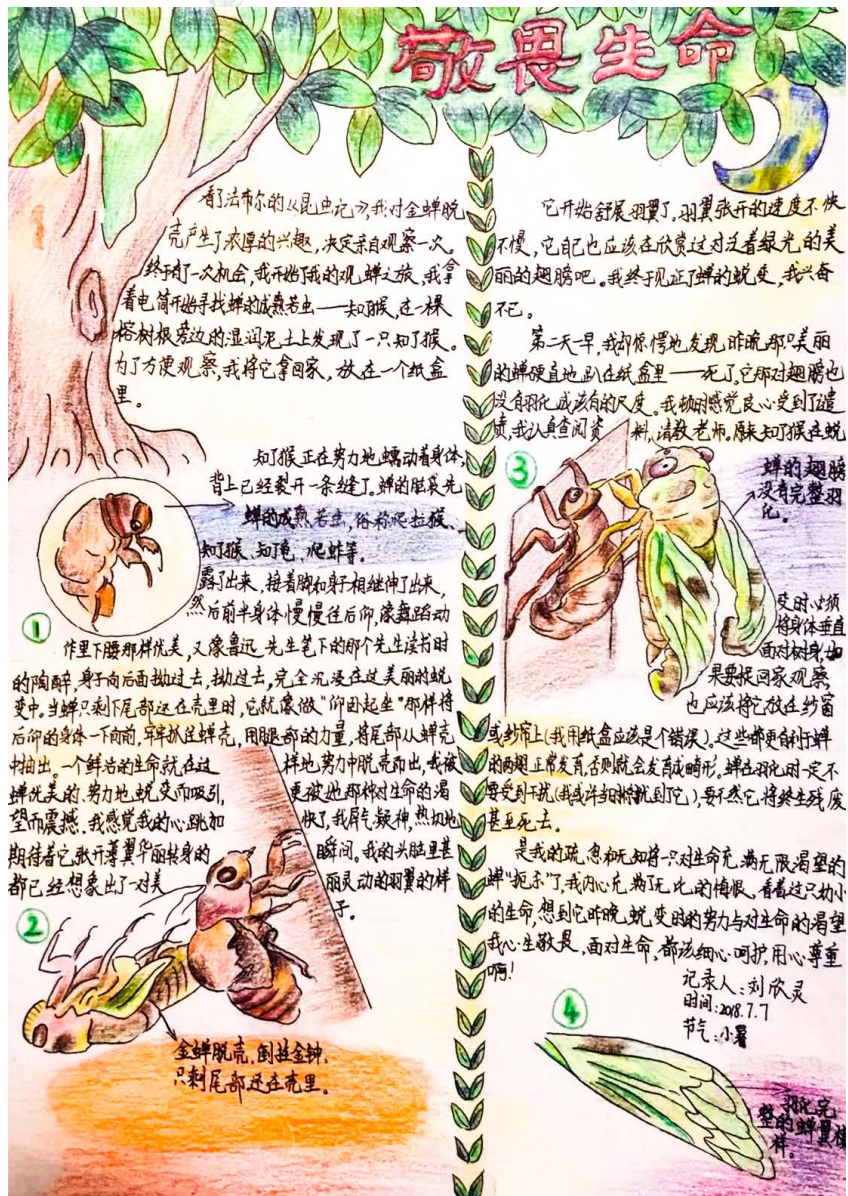 敬畏生命
看了法布尔的《昆虫记》,我对金蝉脱
壳产生了浓厚的兴趣,决定亲自观察一次。
终于有了一次机会,我开始了我的观蝉之旅,我拿
着电筒开始寻找蝉的成熟若虫——知了猴,在一棵
榕树根旁边的湿润泥土上发现了一只知了猴。
为了方便观察,我将它拿回家,放在一个纸盒
里。
知了猴正在努力地蠕动着身体,
背上已经裂开一条缝了。蝉的脑袋先
蝉的成熟若虫,俗称爬拉猴、
知了猴、知了龟、爬蚱等。
露了出来,接着脚和身子相继伸了出来,
然后前半身体慢慢往后仰,像舞蹈动
①
作里下腰那样优美,又像鲁迅先生笔下的那个先生读书时
的陶醉,身子向后面拗过去,拗过去,完全沉浸在这美丽的蜕
变中。当蝉只剩下尾部还在壳里时,它就像做“仰卧起坐”那样将
后仰的身体一下向前,牢牢抓住蝉壳,用腿部的力量,将尾部从蝉壳
中抽出。一个鲜活的生命就在这样地努力中脱壳而出,我被
蝉优美的、努力地蜕变而吸引,更被她那种对生命的渴
望而震撼。我感觉我的心跳加快了,我屏气凝神,热切地
期待着它张开薄翼华丽转身的瞬间。我的头脑里甚
都已经想象出了一对美丽灵动的羽翼的样
子。
②
金蝉脱壳,倒挂金钟,
只剩尾部还在壳里。
它开始舒展羽翼了,羽翼张开的速度不快
不慢,它自己也应该在欣赏这对泛着绿光的美
丽的翅膀吧。我终于见证了蝉的蜕变,我兴奋
不已。
第二天一早,我却惊愕地发现昨晚那只美丽
的蝉硬直地趴在纸盒里——死了,它那对翅膀也
没有羽化成该有的尺度。我顿时感觉良心受到了谴
责,我认真查阅资料,请教老师。原来知了猴在蜕
③
蝉的翅膀
没有完整羽
化。
变时必须
将身体垂直
面对树身,如
果要捉回家观察,
也应该将它放在纱窗
或纱帘上(我用纸盒应该是个错误)。这些都更有利于蝉
的两翅正常发育,否则就会发育成畸形。蝉在羽化时一定不
要受到干扰(我或许知了猴挑到了它),要不然它将终生残废
甚至死去。
是我的疏忽和无知将一只对生命充满无限渴望的
蝉“扼杀”了,我内心充满了无比的悔恨。看着这只幼小
的生命,想到它昨晚蜕变时的努力与对生命的渴望,
我心生敬畏,面对生命,都该细心呵护,用心尊重
啊!
记录人:刘欣灵
时间:2018.7.7
节气:小暑
④
羽化完
整的蝉翼模
样。